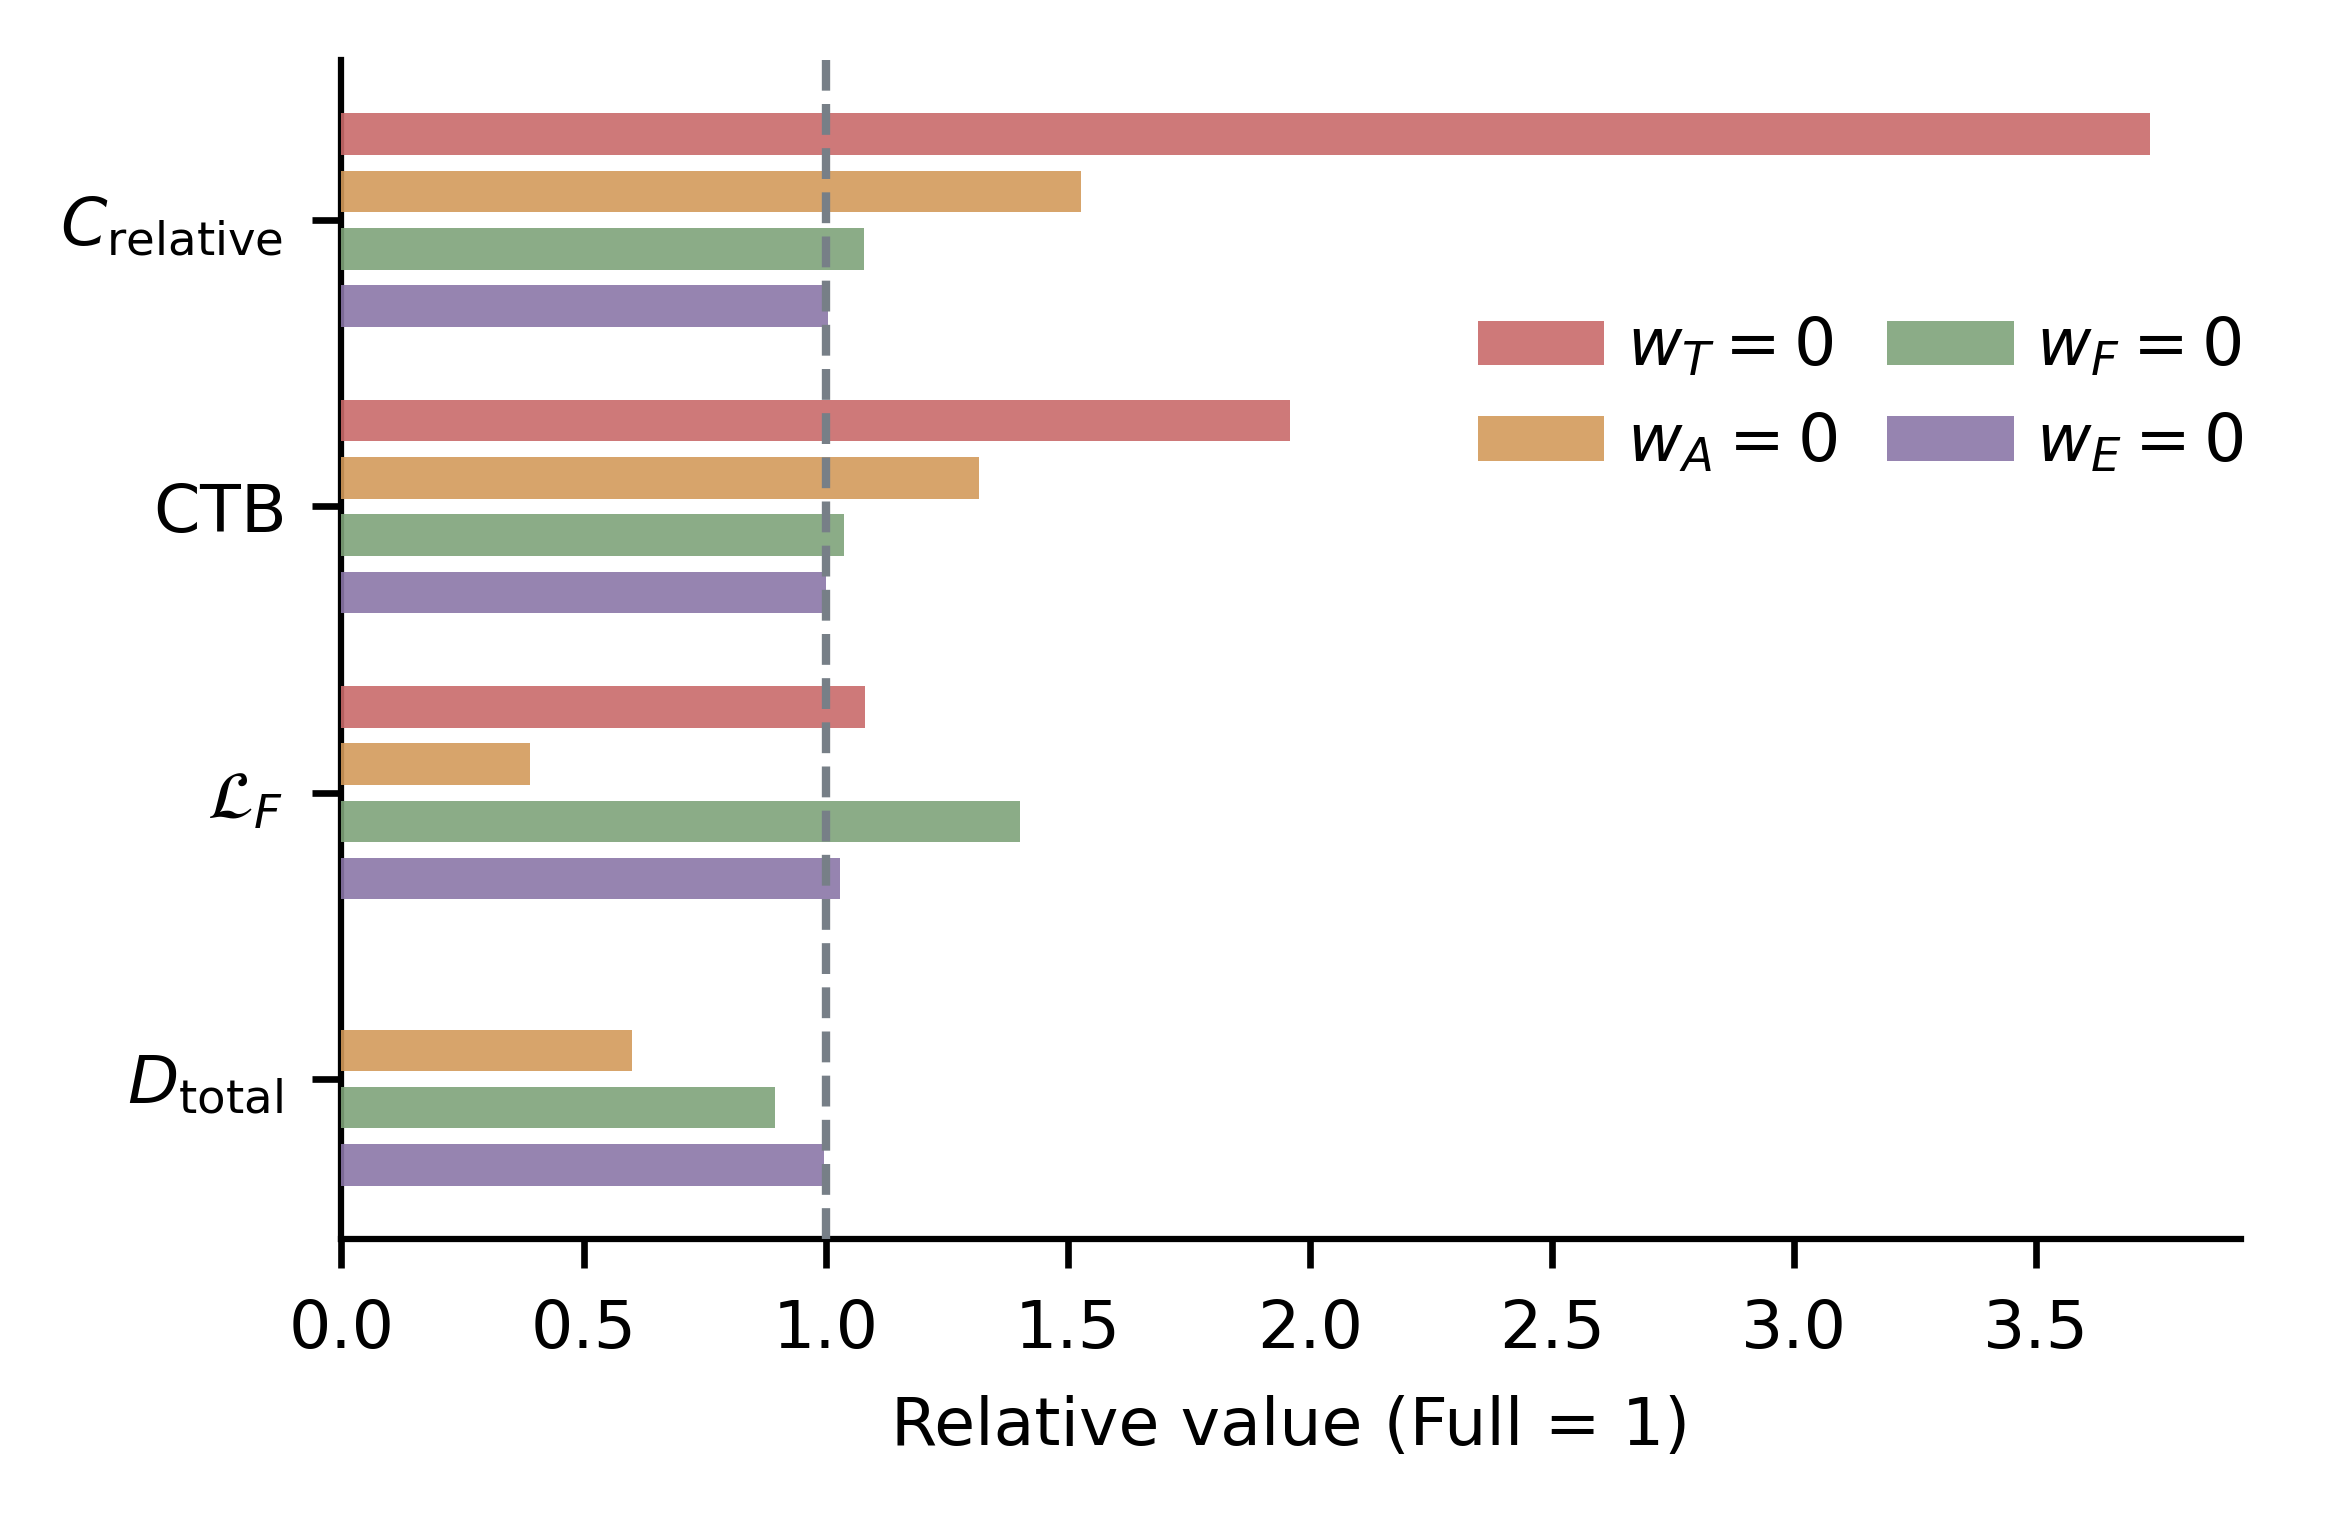 C_relative
CTB
ℒ_F
D_total
w_T = 0
w_F = 0
w_A = 0
w_E = 0
0.0 0.5 1.0 1.5 2.0 2.5 3.0 3.5
Relative value (Full = 1)